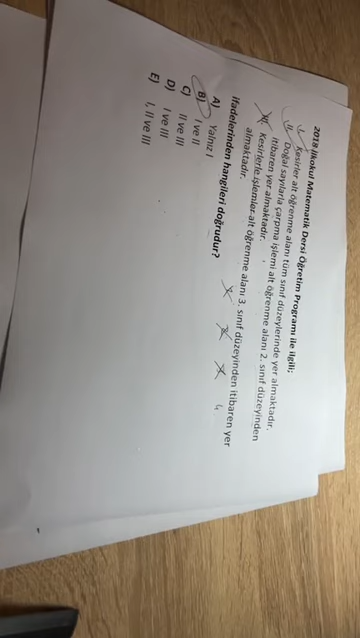 2018 İlkokul Matematik Dersi Öğretim Programı ile ilgili;
I. Kesirler alt öğrenme alanı tüm sınıf düzeylerinde yer almaktadır.
II. Doğal sayılarla çarpma işlemi alt öğrenme alanı 2. sınıf düzeyinden
itibaren yer almaktadır.
III. Kesirlerle işlemler alt öğrenme alanı 3. sınıf düzeyinden itibaren yer
almaktadır.
ifadelerinden hangileri doğrudur?
A) Yalnız I
B) I ve II
C) II ve III
D) I ve III
E) I, II ve III
4